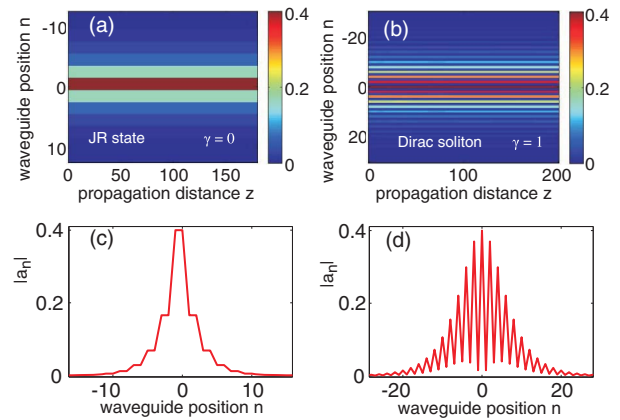 (a)
waveguide position n
-10
0
10
JR state
γ = 0
0 50 100 150
propagation distance z
0.4
0.2
0
(b)
waveguide position n
-20
0
20
Dirac soliton
γ = 1
0 100 200
propagation distance z
0.4
0.2
0
(c)
|aₙ|
0.4
0.2
0
-10 0 10
waveguide position n
(d)
|aₙ|
0.4
0.2
0
-20 0 20
waveguide position n